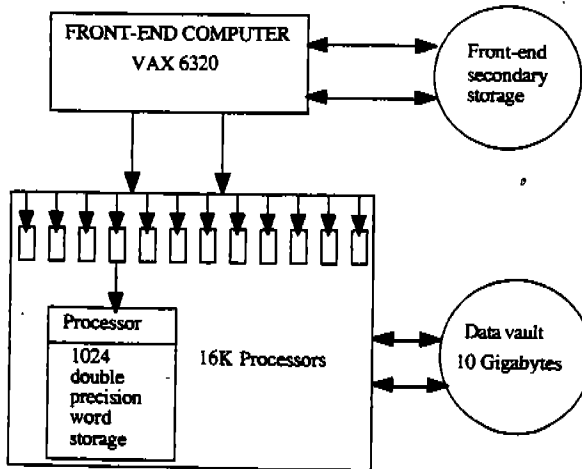 FRONT-END COMPUTER
VAX 6320
Front-end
secondary
storage
Processor
1024
double
precision
word
storage
16K Processors
Data vault
10 Gigabytes